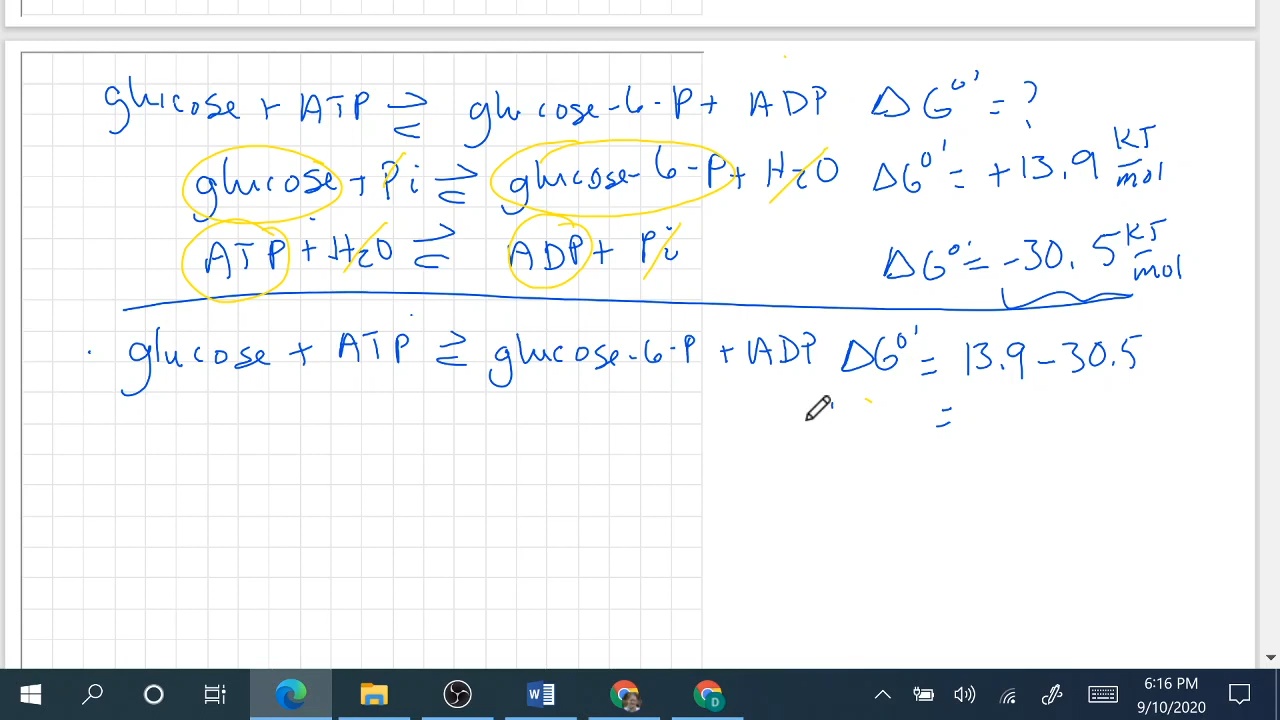 glucose + ATP ⇌ glucose-6-P + ADP ΔG°' = ?
glucose + Pi ⇌ glucose-6-P + H2O ΔG°' = +13.9 KJ/mol
ATP + H2O ⇌ ADP + Pi ΔG°' = -30.5 KJ/mol
glucose + ATP ⇌ glucose-6-P + ADP ΔG°' = 13.9 - 30.5
=
6:16 PM
9/10/2020